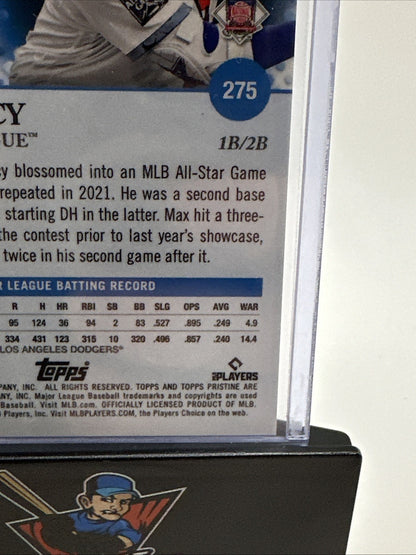 275
CY
GUE™
1B/2B
sy blossomed into an MLB All-Star Game
repeated in 2021. He was a second base
starting DH in the latter. Max hit a three-
the contest prior to last year's showcase,
twice in his second game after it.
R LEAGUE BATTING RECORD
R H HR RBI SB BB SLG OPS AVG WAR
95 124 36 94 2 83 .527 .895 .249 4.9
334 431 123 315 10 320 .496 .857 .240 14.4
LOS ANGELES DODGERS®
Topps
PLAYERS
PANY, INC. ALL RIGHTS RESERVED. TOPPS AND TOPPS PRISTINE ARE
NY, INC. Major League Baseball trademarks and copyrights are used
Baseball. Visit MLB.com. OFFICIALLY LICENSED PRODUCT OF MLB.
Players, Inc. Visit MLBPLAYERS.COM, the Players Choice on the web.